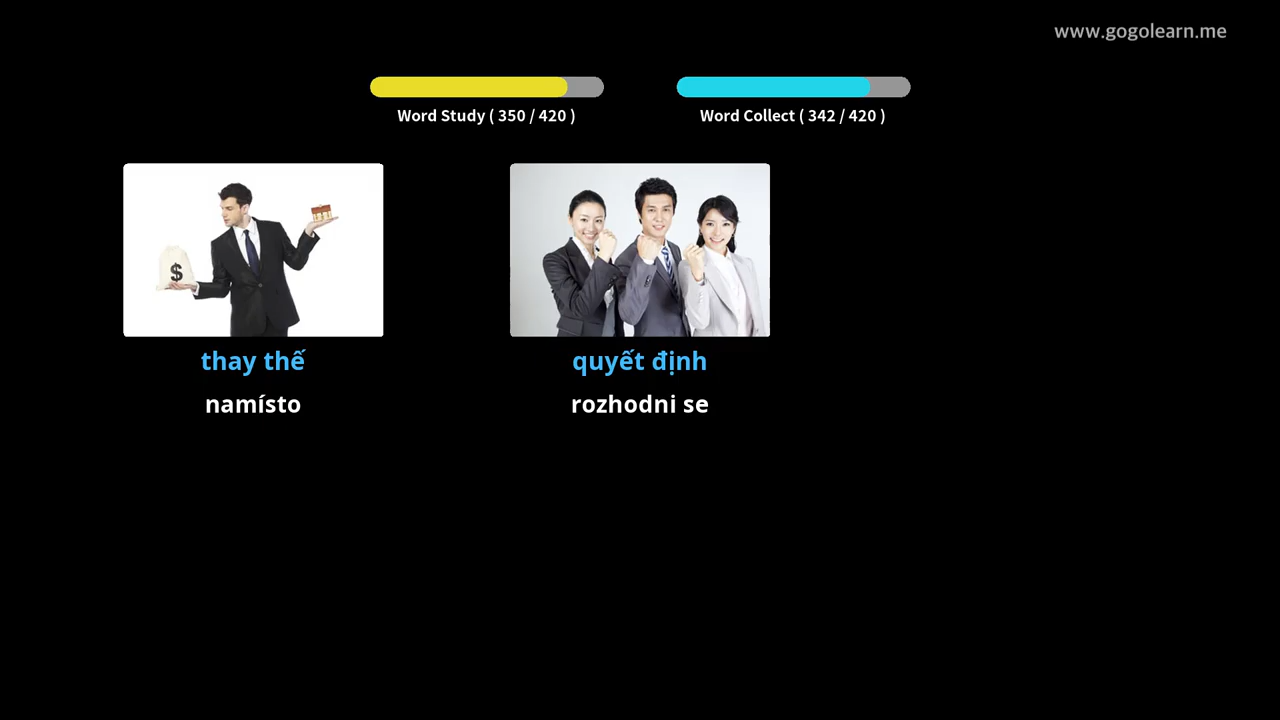 www.gogolearn.me
Word Study ( 350 / 420 )
Word Collect ( 342 / 420 )
$
thay thế
namísto
quyết định
rozhodni se